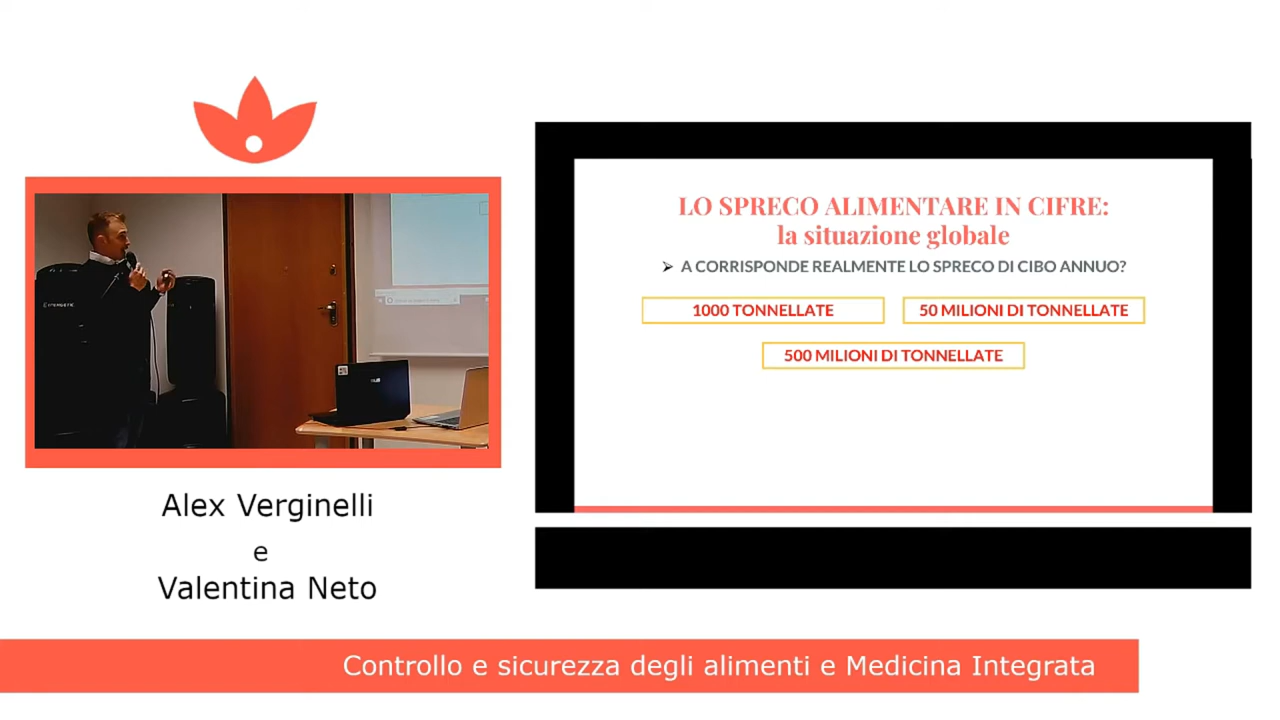 LO SPRECO ALIMENTARE IN CIFRE:
la situazione globale
➢ A CORRISPONDE REALMENTE LO SPRECO DI CIBO ANNUO?
1000 TONNELLATE
50 MILIONI DI TONNELLATE
500 MILIONI DI TONNELLATE
Alex Verginelli
e
Valentina Neto
Controllo e sicurezza degli alimenti e Medicina Integrata